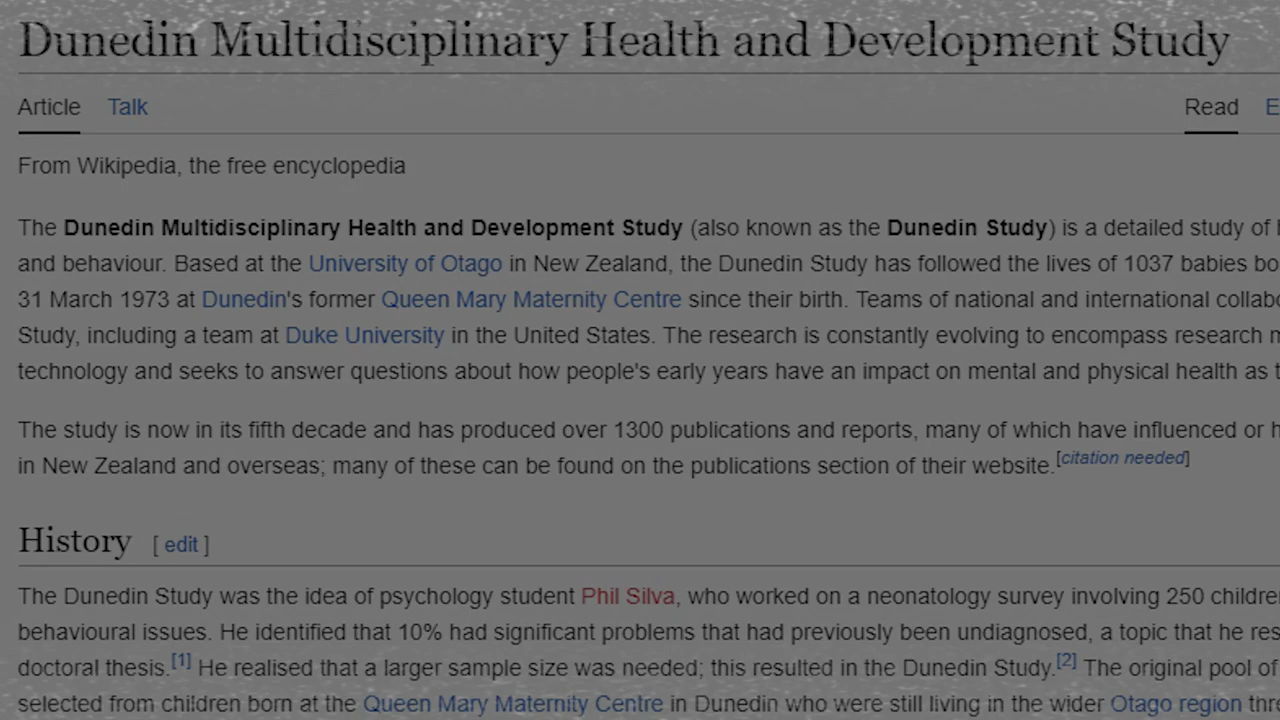 Dunedin Multidisciplinary Health and Development Study
Article Talk Read
From Wikipedia, the free encyclopedia
The Dunedin Multidisciplinary Health and Development Study (also known as the Dunedin Study) is a detailed study of
and behaviour. Based at the University of Otago in New Zealand, the Dunedin Study has followed the lives of 1037 babies bo
31 March 1973 at Dunedin's former Queen Mary Maternity Centre since their birth. Teams of national and international collabo
Study, including a team at Duke University in the United States. The research is constantly evolving to encompass research m
technology and seeks to answer questions about how people's early years have an impact on mental and physical health as t
The study is now in its fifth decade and has produced over 1300 publications and reports, many of which have influenced or h
in New Zealand and overseas; many of these can be found on the publications section of their website.[citation needed]
History [ edit ]
The Dunedin Study was the idea of psychology student Phil Silva, who worked on a neonatology survey involving 250 childre
behavioural issues. He identified that 10% had significant problems that had previously been undiagnosed, a topic that he res
doctoral thesis.[1] He realised that a larger sample size was needed; this resulted in the Dunedin Study.[2] The original pool of
selected from children born at the Queen Mary Maternity Centre in Dunedin who were still living in the wider Otago region thr